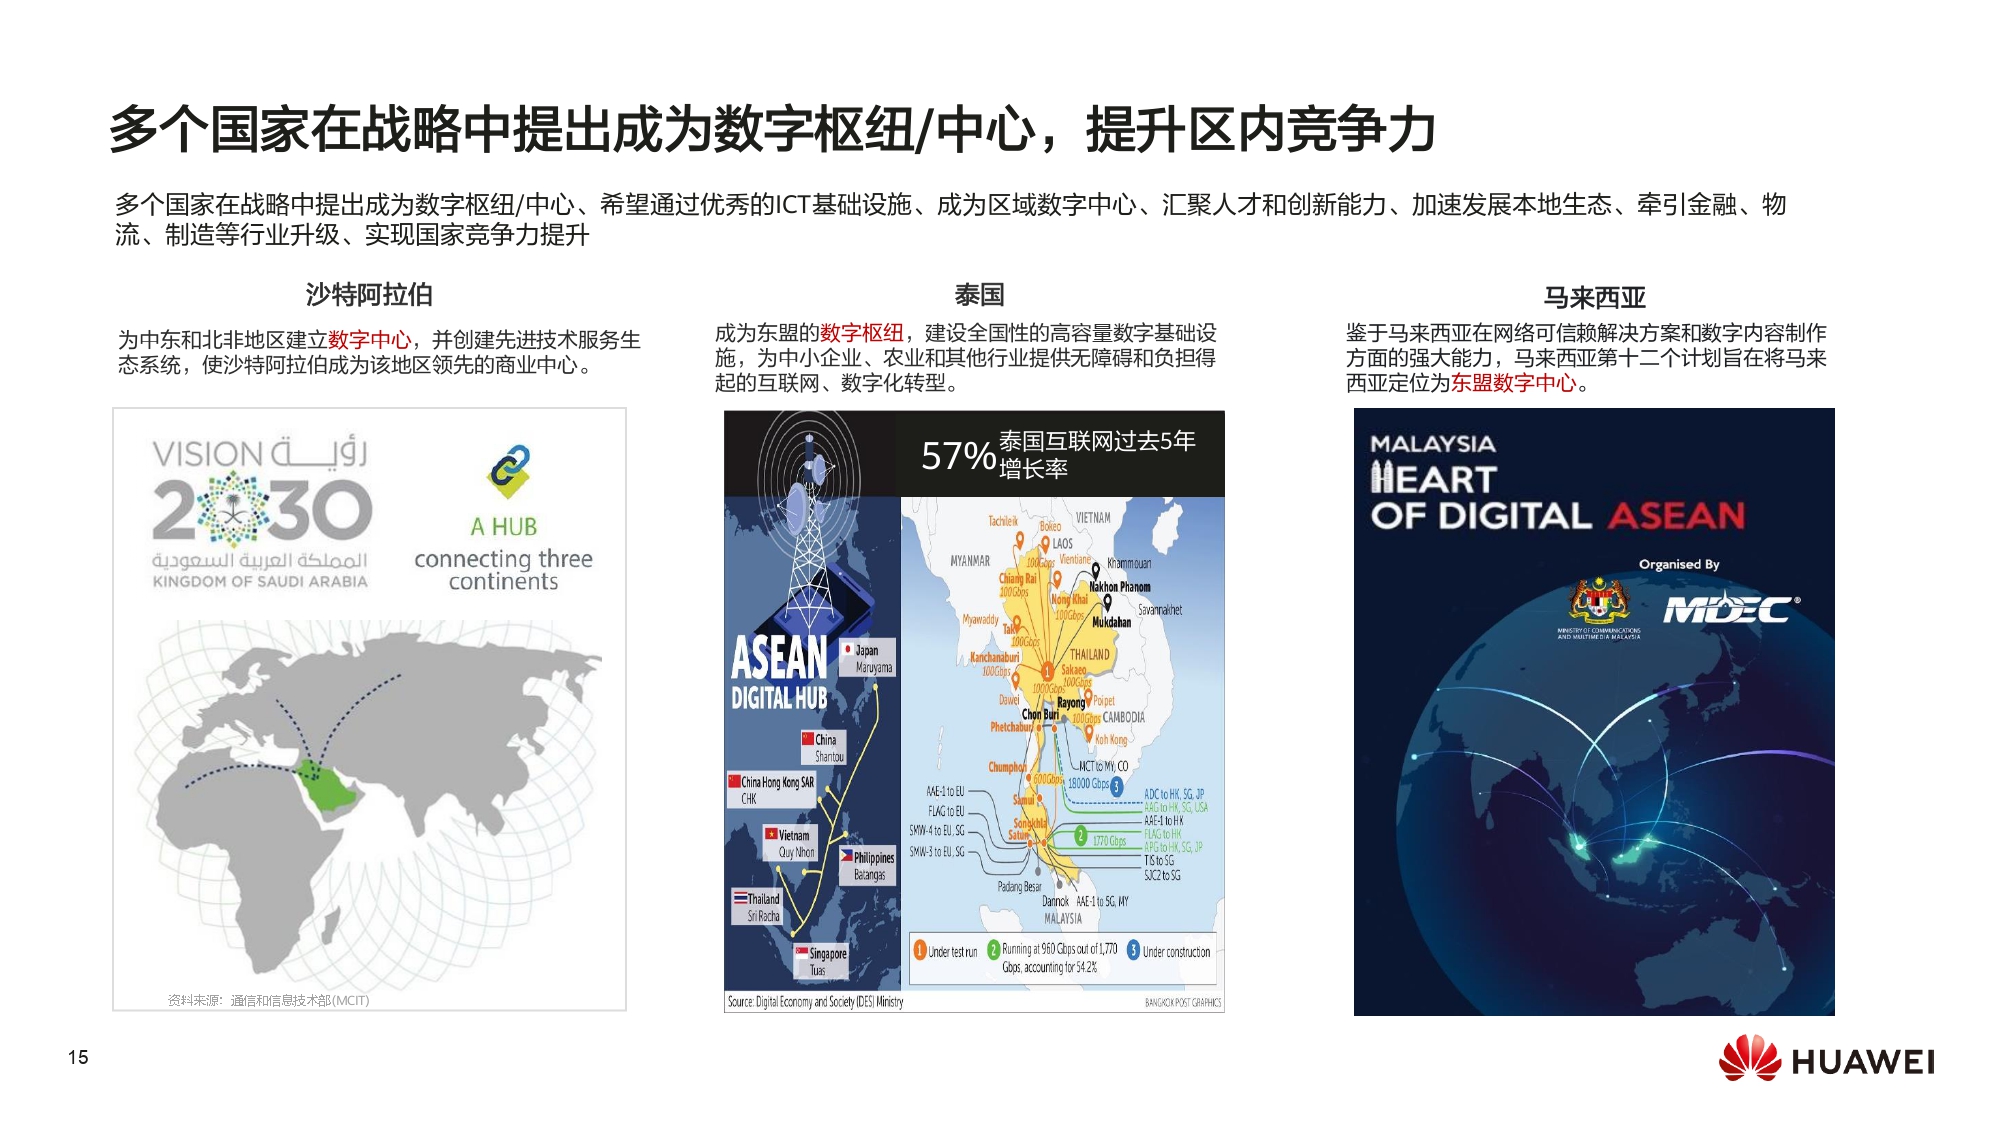 多个国家在战略中提出成为数字枢纽/中心，提升区内竞争力
多个国家在战略中提出成为数字枢纽/中心、希望通过优秀的ICT基础设施、成为区域数字中心、汇聚人才和创新能力、加速发展本地生态、牵引金融、物
流、制造等行业升级、实现国家竞争力提升
沙特阿拉伯
为中东和北非地区建立数字中心，并创建先进技术服务生
态系统，使沙特阿拉伯成为该地区领先的商业中心。
VISION رؤيـــة
2030
المملكة العربية السعودية
KINGDOM OF SAUDI ARABIA
A HUB
connecting three
continents
资料来源：通信和信息技术部(MCIT)
泰国
成为东盟的数字枢纽，建设全国性的高容量数字基础设
施，为中小企业、农业和其他行业提供无障碍和负担得
起的互联网、数字化转型。
57%
泰国互联网过去5年
增长率
ASEAN
DIGITAL HUB
Japan
Maruyama
China
Shantou
China Hong Kong SAR
CHK
Vietnam
Quy Nhon
Philippines
Batangas
Thailand
Sri Racha
Singapore
Tuas
Tachileik
Bokeo
VIETNAM
LAOS
MYANMAR
100Gbps
Vientiane
Khammouan
Chiang Rai
100Gbps
Nakhon Phanom
Nong Khai
100Gbps
Savannakhet
Mukdahan
Myawaddy
Tak
100Gbps
Kanchanaburi
100Gbps
THAILAND
1
Sakaeo
100Gbps
1000Gbps
Dawei
Rayong
Poipet
Chon Buri
100Gbps
CAMBODIA
Phetchaburi
Koh Kong
Chumphon
MCT to MY, CO
600Gbps
18000 Gbps
3
AAE-1 to EU
FLAG to EU
SMW-4 to EU, SG
SMW-3 to EU, SG
Samui
Songkhla
Satun
2
1770 Gbps
ADC to HK, SG, JP
AAG to HK, SG, USA
AAE-1 to HK
FLAG to HK
APG to HK, SG, JP
TIS to SG
SJC2 to SG
Padang Besar
Dannok
AAE-1 to SG, MY
MALAYSIA
1 Under test run
2 Running at 960 Gbps out of 1,770
Gbps, accounting for 54.2%
3 Under construction
Source: Digital Economy and Society (DES) Ministry
BANGKOK POST GRAPHICS
马来西亚
鉴于马来西亚在网络可信赖解决方案和数字内容制作
方面的强大能力，马来西亚第十二个计划旨在将马来
西亚定位为东盟数字中心。
MALAYSIA
HEART
OF DIGITAL ASEAN
Organised By
MINISTRY OF COMMUNICATIONS
AND MULTIMEDIA MALAYSIA
MDEC®
15
HUAWEI